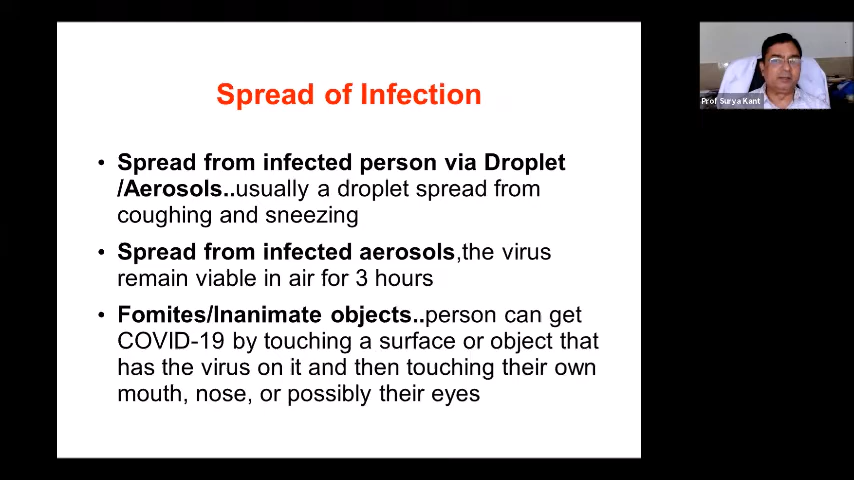 Spread of Infection
• Spread from infected person via Droplet
/Aerosols..usually a droplet spread from
coughing and sneezing
• Spread from infected aerosols,the virus
remain viable in air for 3 hours
• Fomites/Inanimate objects..person can get
COVID-19 by touching a surface or object that
has the virus on it and then touching their own
mouth, nose, or possibly their eyes
Prof Surya Kant